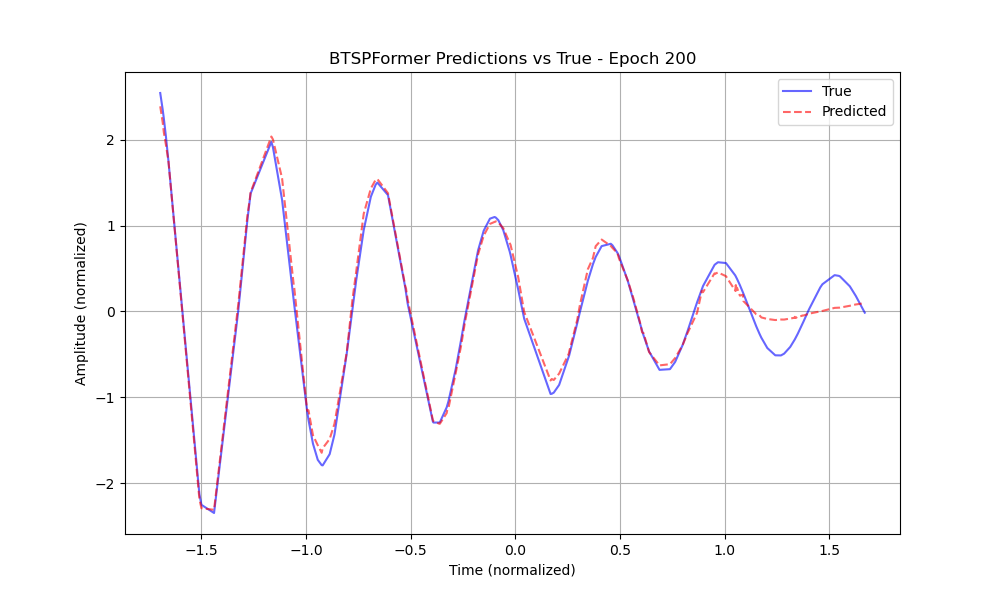 BTSPFormer Predictions vs True - Epoch 200
True
Predicted
Amplitude (normalized)
2
1
0
−1
−2
−1.5
−1.0
−0.5
0.0
0.5
1.0
1.5
Time (normalized)